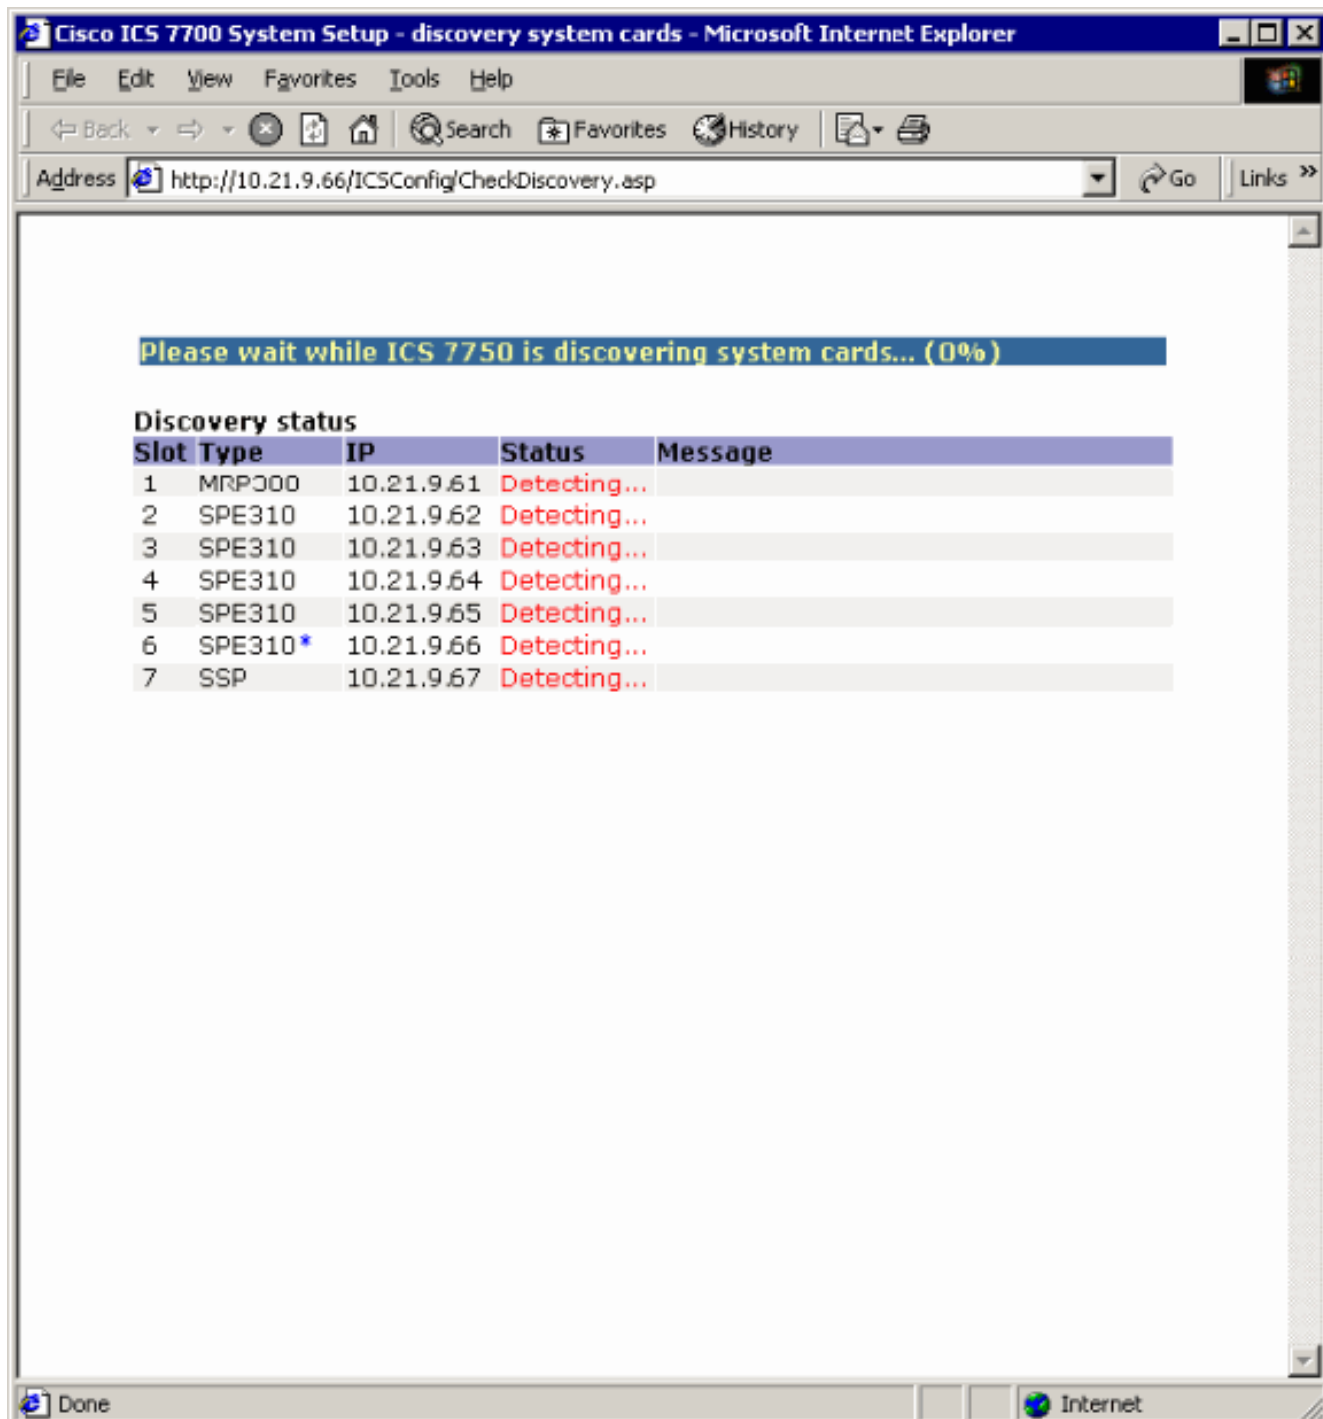 Cisco ICS 7700 System Setup - discovery system cards - Microsoft Internet Explorer
File Edit View Favorites Tools Help
Back Search Favorites History
Address http://10.21.9.66/ICSConfig/CheckDiscovery.asp Go Links »
Please wait while ICS 7750 is discovering system cards... (0%)
Discovery status
Slot Type IP Status Message
1 10.21.9.61 Detecting...
2 SPE310 10.21.9.62 Detecting...
3 SPE310 10.21.9.63 Detecting...
4 SPE310 10.21.9.64 Detecting...
5 SPE310 10.21.9.65 Detecting...
6 SPE310* 10.21.9.66 Detecting...
7 SSP 10.21.9.67 Detecting...
Done Internet